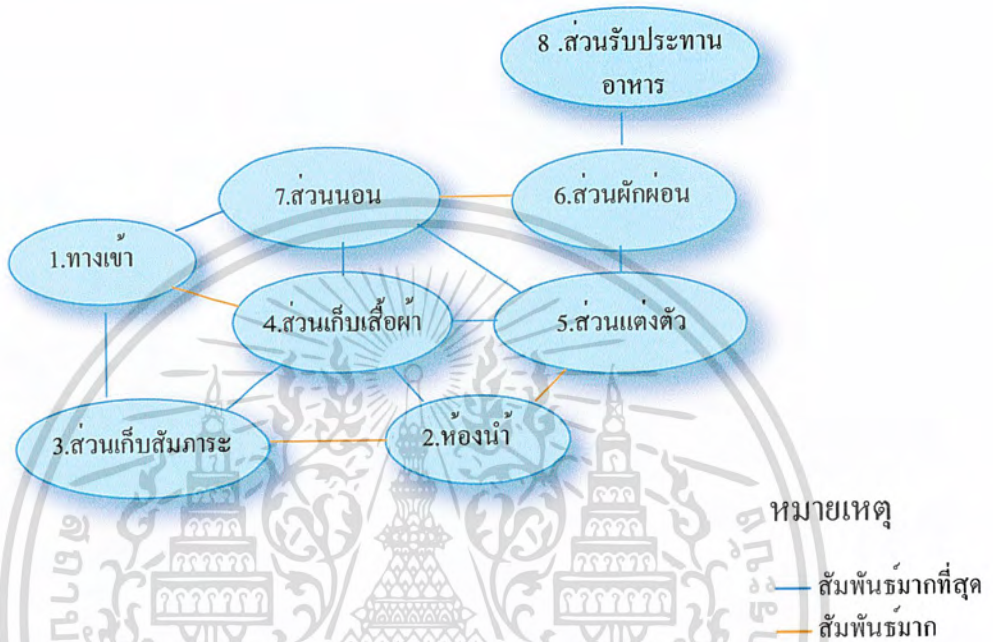 8 .ส่วนรับประทาน
อาหาร
7.ส่วนนอน
6.ส่วนผักผ่อน
1.ทางเข้า
4.ส่วนเก็บเสื้อผ้า
5.ส่วนแต่งตัว
3.ส่วนเก็บสัมภาระ
2.ห้องน้ำ
หมายเหตุ
สัมพันธ์มากที่สุด
สัมพันธ์มาก